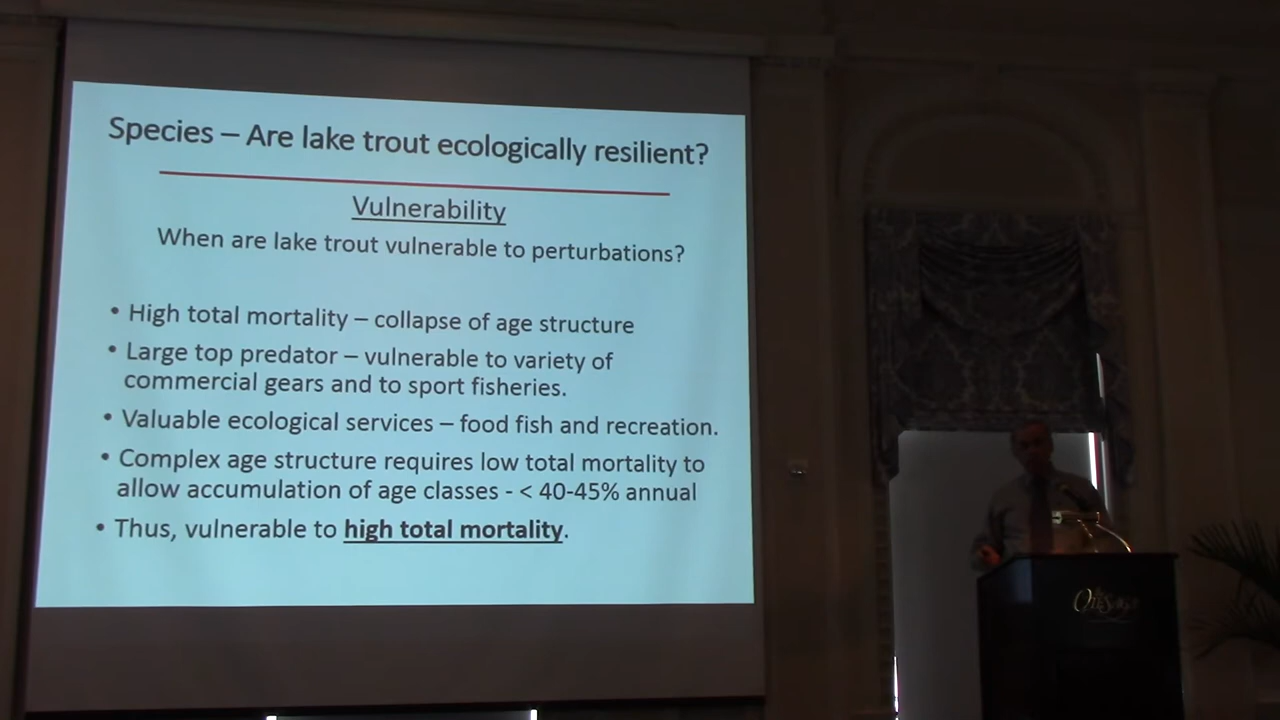 Species – Are lake trout ecologically resilient?
Vulnerability
When are lake trout vulnerable to perturbations?
• High total mortality – collapse of age structure
• Large top predator – vulnerable to variety of
commercial gears and to sport fisheries.
• Valuable ecological services – food fish and recreation.
• Complex age structure requires low total mortality to
allow accumulation of age classes - < 40-45% annual
• Thus, vulnerable to high total mortality.